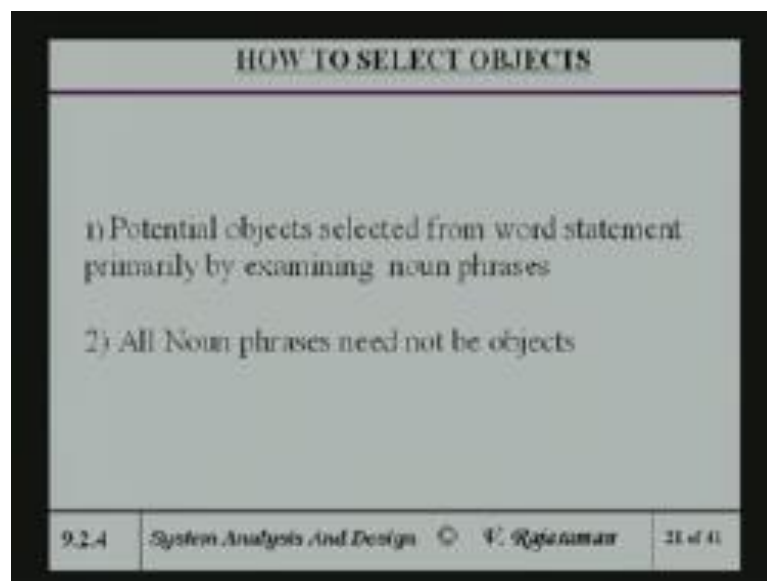 HOW TO SELECT OBJECTS
1) Potential objects selected from word statement
primarily by examining noun phrases
2) All Noun phrases need not be objects
9.2.4 System Analysis And Design © V. Rajaraman of 41